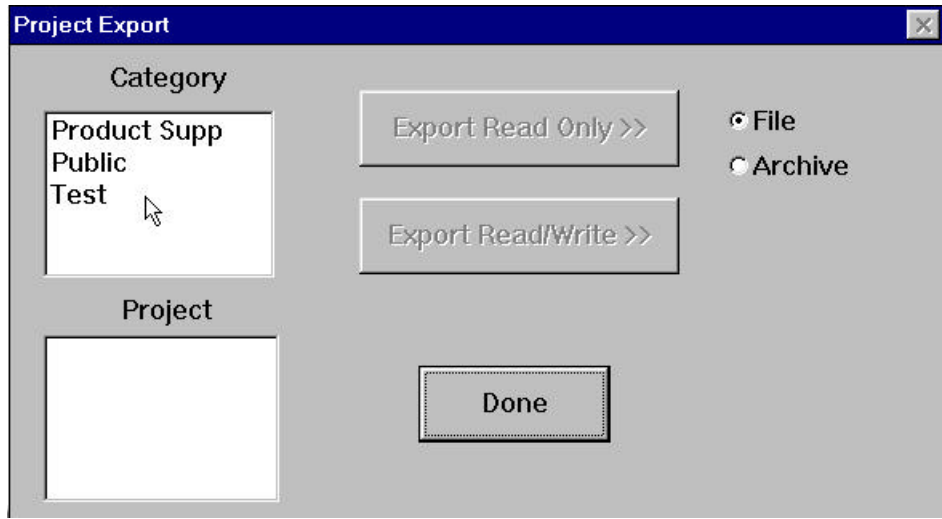 Project Export
Category
Product Supp
Public
Test
Export Read Only >>
Export Read/Write >>
File
Archive
Project
Done